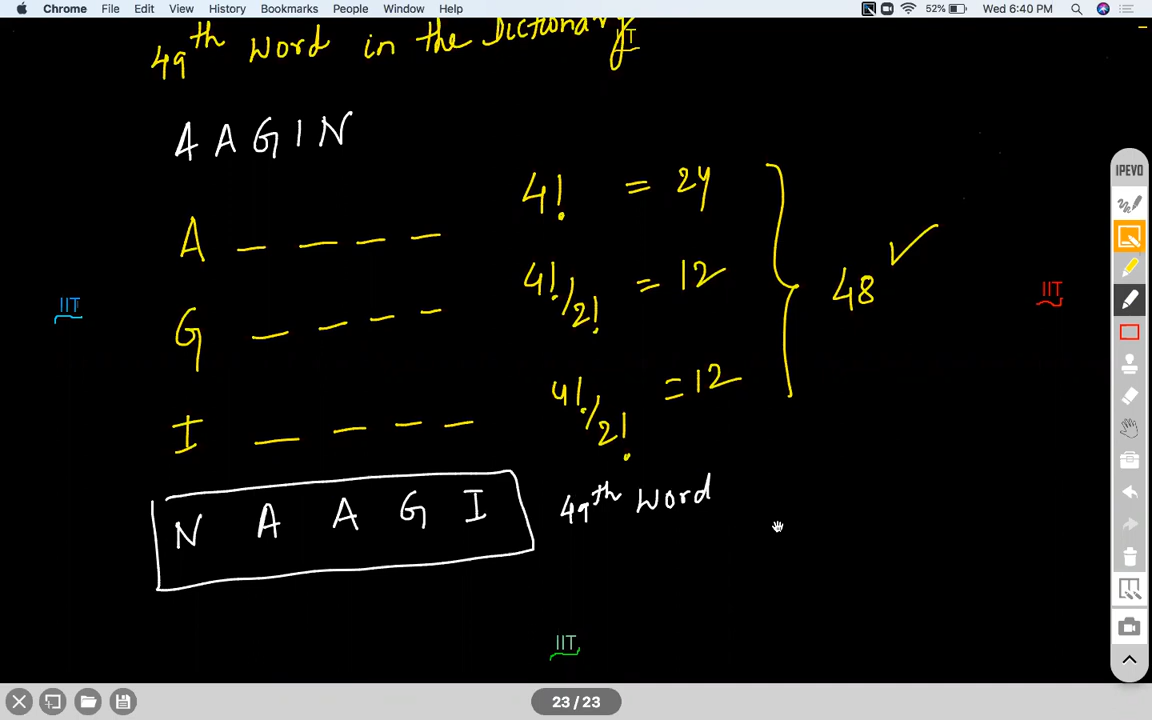 Chrome File Edit View History Bookmarks People Window Help 52% Wed 6:40 PM
49th Word in the Dictionary
IIT
IPEVO
A A G I N
A _ _ _ _ 4! = 24
G _ _ _ _ 4!/2! = 12
48 ✓
IIT
IIT
I _ _ _ _ 4!/2! = 12
N A A G I 49th Word
IIT
23 / 23